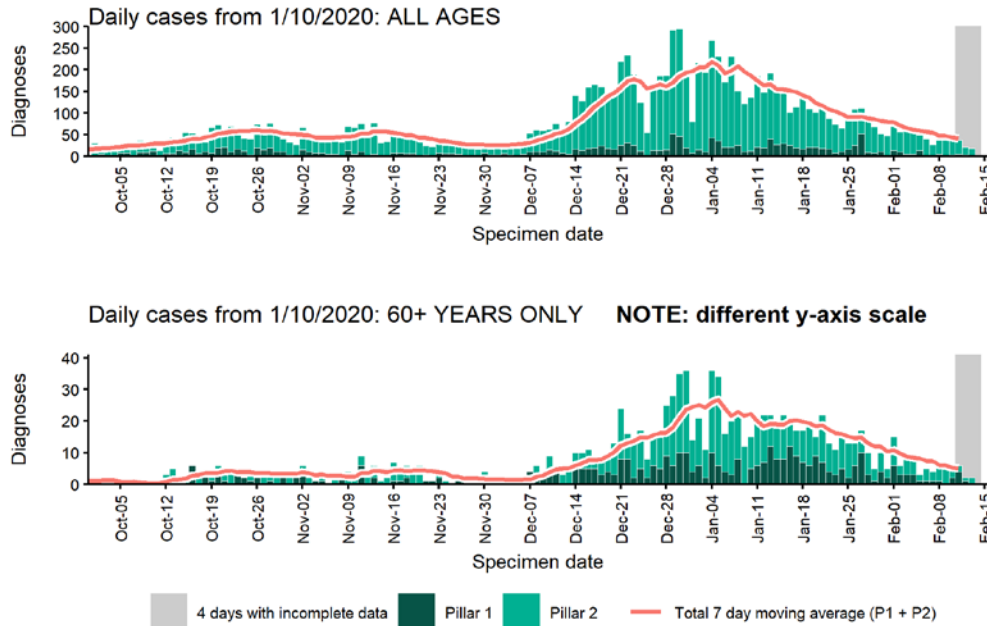 Daily cases from 1/10/2020: ALL AGES
300
250
200
150
100
50
0
Diagnoses
Oct-05 Oct-12 Oct-19 Oct-26 Nov-02 Nov-09 Nov-16 Nov-23 Nov-30 Dec-07 Dec-14 Dec-21 Dec-28 Jan-04 Jan-11 Jan-18 Jan-25 Feb-01 Feb-08 Feb-15
Specimen date
Daily cases from 1/10/2020: 60+ YEARS ONLY NOTE: different y-axis scale
40
30
20
10
0
Diagnoses
Oct-05 Oct-12 Oct-19 Oct-26 Nov-02 Nov-09 Nov-16 Nov-23 Nov-30 Dec-07 Dec-14 Dec-21 Dec-28 Jan-04 Jan-11 Jan-18 Jan-25 Feb-01 Feb-08 Feb-15
Specimen date
4 days with incomplete data Pillar 1 Pillar 2 Total 7 day moving average (P1 + P2)